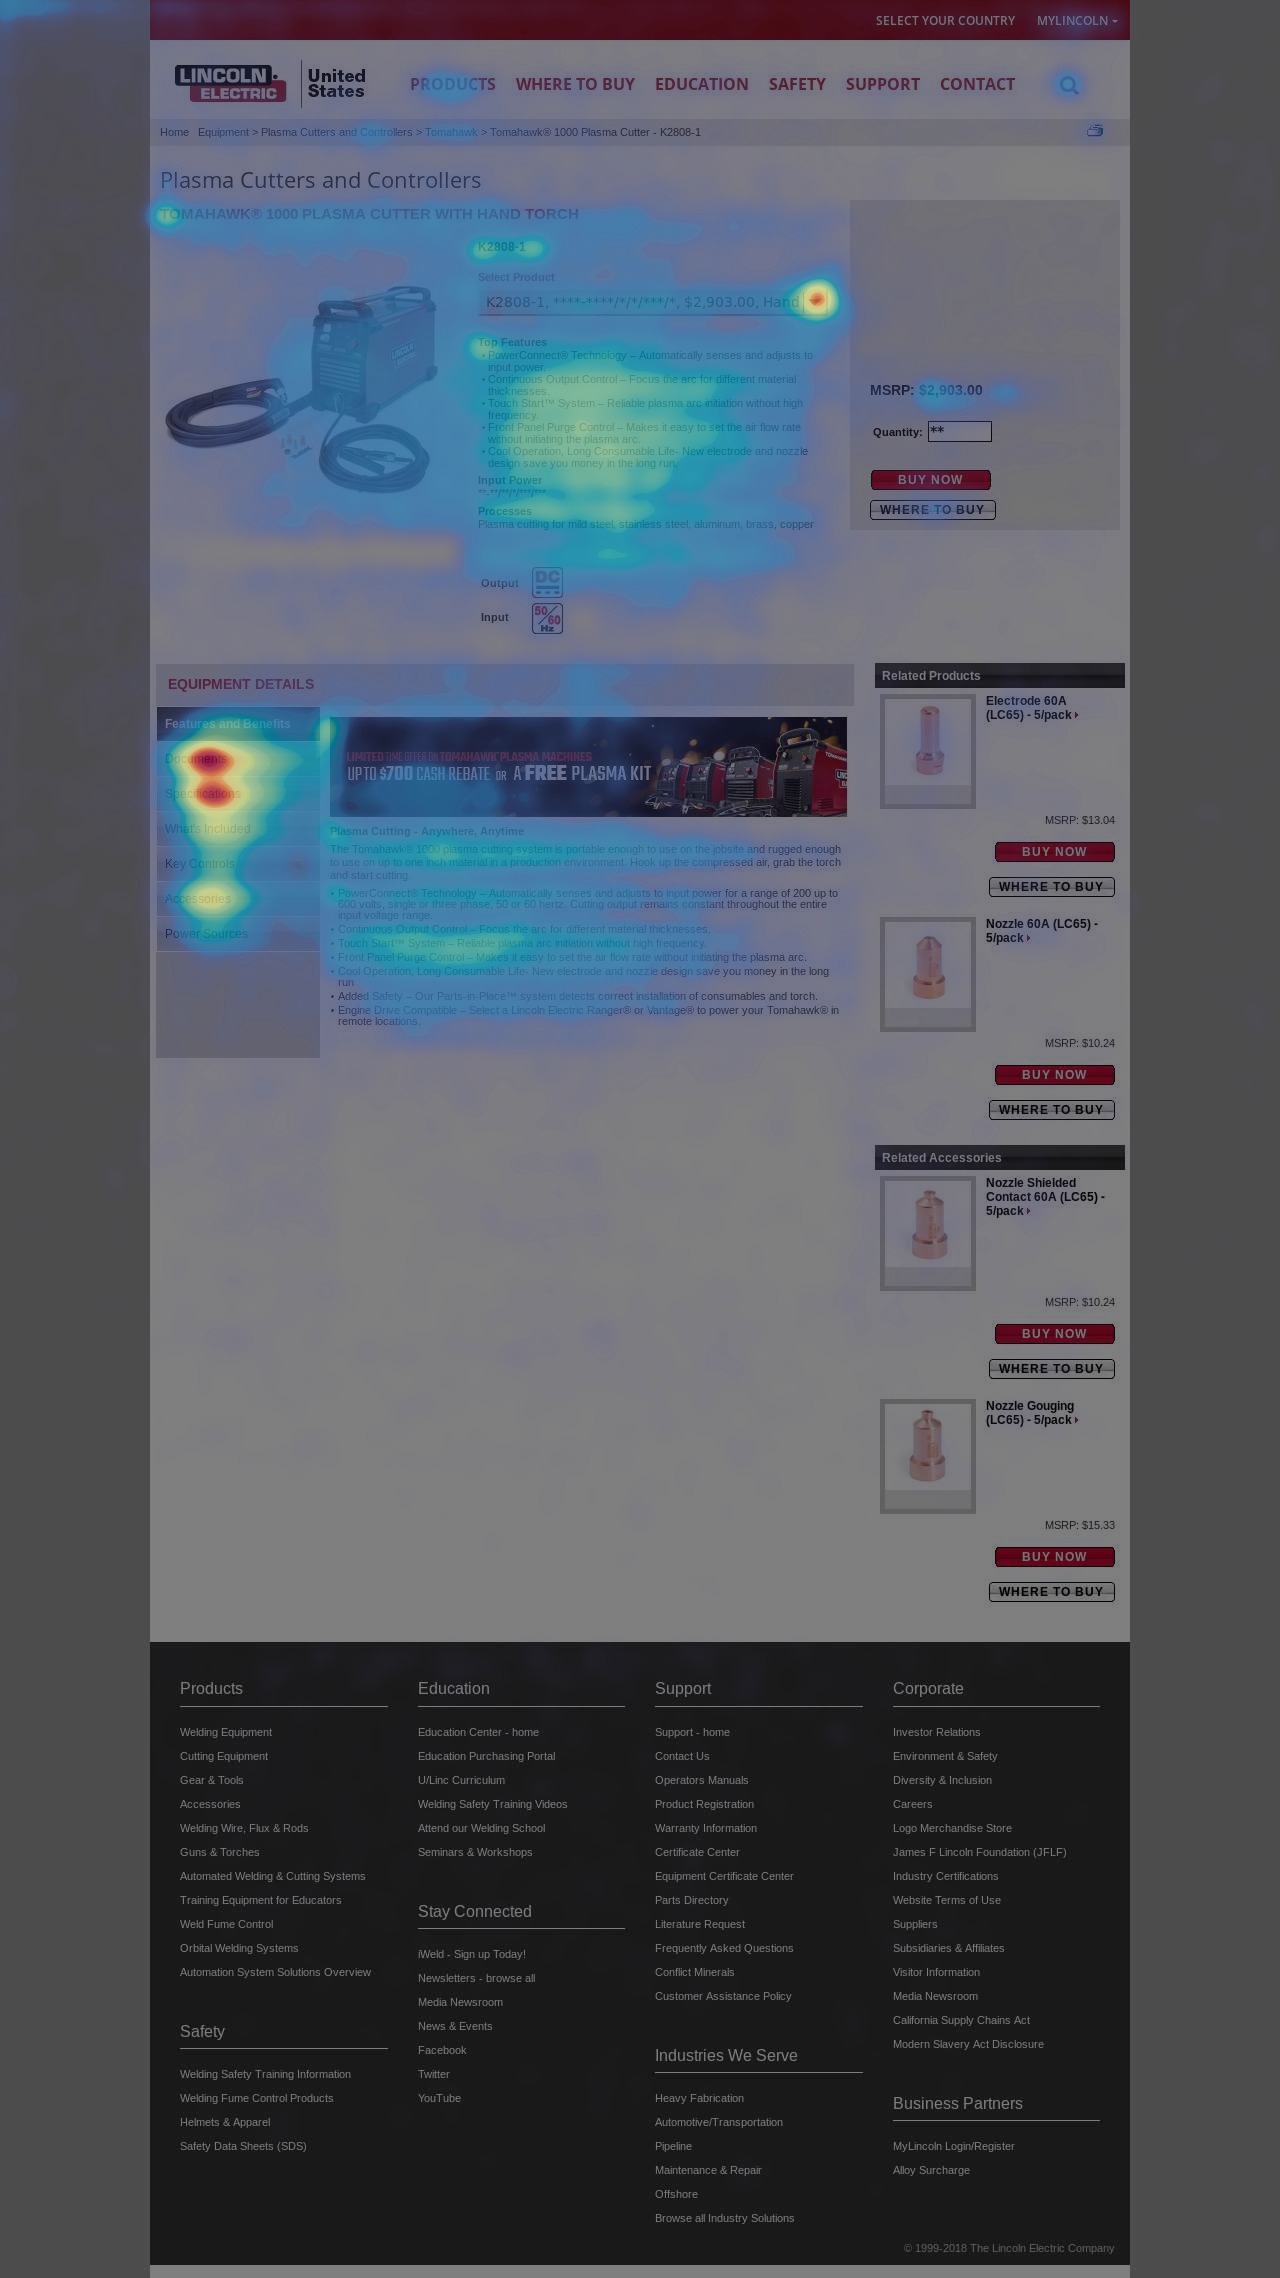 SELECT YOUR COUNTRY MYLINCOLN
LINCOLN ELECTRIC United States
PRODUCTS WHERE TO BUY EDUCATION SAFETY SUPPORT CONTACT
Home Equipment > Plasma Cutters and Controllers > Tomahawk > Tomahawk® 1000 Plasma Cutter - K2808-1
Plasma Cutters and Controllers
TOMAHAWK® 1000 PLASMA CUTTER WITH HAND TORCH
K2808-1
Select Product
K2808-1, ****-****/*/*/***/*, $2,903.00, Hand
Top Features
• PowerConnect® Technology – Automatically senses and adjusts to
input power.
• Continuous Output Control – Focus the arc for different material
thicknesses.
• Touch Start™ System – Reliable plasma arc initiation without high
frequency.
• Front Panel Purge Control – Makes it easy to set the air flow rate
without initiating the plasma arc.
• Cool Operation, Long Consumable Life- New electrode and nozzle
design save you money in the long run.
Input Power
**-**/**/*/***/***
Processes
Plasma cutting for mild steel, stainless steel, aluminum, brass, copper
Output DC
Input 50/60 Hz
MSRP: $2,903.00
Quantity: **
BUY NOW
WHERE TO BUY
EQUIPMENT DETAILS
Features and Benefits
Documents
Specifications
What's Included
Key Controls
Accessories
Power Sources
LIMITED TIME OFFER ON TOMAHAWK PLASMA MACHINES
UP TO $700 CASH REBATE OR A FREE PLASMA KIT
Plasma Cutting - Anywhere, Anytime
The Tomahawk® 1000 plasma cutting system is portable enough to use on the jobsite and rugged enough
to use on up to one inch material in a production environment. Hook up the compressed air, grab the torch
and start cutting.
• PowerConnect® Technology – Automatically senses and adjusts to input power for a range of 200 up to
600 volts, single or three phase, 50 or 60 hertz. Cutting output remains constant throughout the entire
input voltage range.
• Continuous Output Control – Focus the arc for different material thicknesses.
• Touch Start™ System – Reliable plasma arc initiation without high frequency.
• Front Panel Purge Control – Makes it easy to set the air flow rate without initiating the plasma arc.
• Cool Operation, Long Consumable Life- New electrode and nozzle design save you money in the long
run
• Added Safety – Our Parts-in-Place™ system detects correct installation of consumables and torch.
• Engine Drive Compatible – Select a Lincoln Electric Ranger® or Vantage® to power your Tomahawk® in
remote locations.
Related Products
Electrode 60A
(LC65) - 5/pack
MSRP: $13.04
BUY NOW
WHERE TO BUY
Nozzle 60A (LC65) -
5/pack
MSRP: $10.24
BUY NOW
WHERE TO BUY
Related Accessories
Nozzle Shielded
Contact 60A (LC65) -
5/pack
MSRP: $10.24
BUY NOW
WHERE TO BUY
Nozzle Gouging
(LC65) - 5/pack
MSRP: $15.33
BUY NOW
WHERE TO BUY
Products
Welding Equipment
Cutting Equipment
Gear & Tools
Accessories
Welding Wire, Flux & Rods
Guns & Torches
Automated Welding & Cutting Systems
Training Equipment for Educators
Weld Fume Control
Orbital Welding Systems
Automation System Solutions Overview
Safety
Welding Safety Training Information
Welding Fume Control Products
Helmets & Apparel
Safety Data Sheets (SDS)
Education
Education Center - home
Education Purchasing Portal
U/Linc Curriculum
Welding Safety Training Videos
Attend our Welding School
Seminars & Workshops
Stay Connected
iWeld - Sign up Today!
Newsletters - browse all
Media Newsroom
News & Events
Facebook
Twitter
YouTube
Support
Support - home
Contact Us
Operators Manuals
Product Registration
Warranty Information
Certificate Center
Equipment Certificate Center
Parts Directory
Literature Request
Frequently Asked Questions
Conflict Minerals
Customer Assistance Policy
Industries We Serve
Heavy Fabrication
Automotive/Transportation
Pipeline
Maintenance & Repair
Offshore
Browse all Industry Solutions
Corporate
Investor Relations
Environment & Safety
Diversity & Inclusion
Careers
Logo Merchandise Store
James F Lincoln Foundation (JFLF)
Industry Certifications
Website Terms of Use
Suppliers
Subsidiaries & Affiliates
Visitor Information
Media Newsroom
California Supply Chains Act
Modern Slavery Act Disclosure
Business Partners
MyLincoln Login/Register
Alloy Surcharge
© 1999-2018 The Lincoln Electric Company